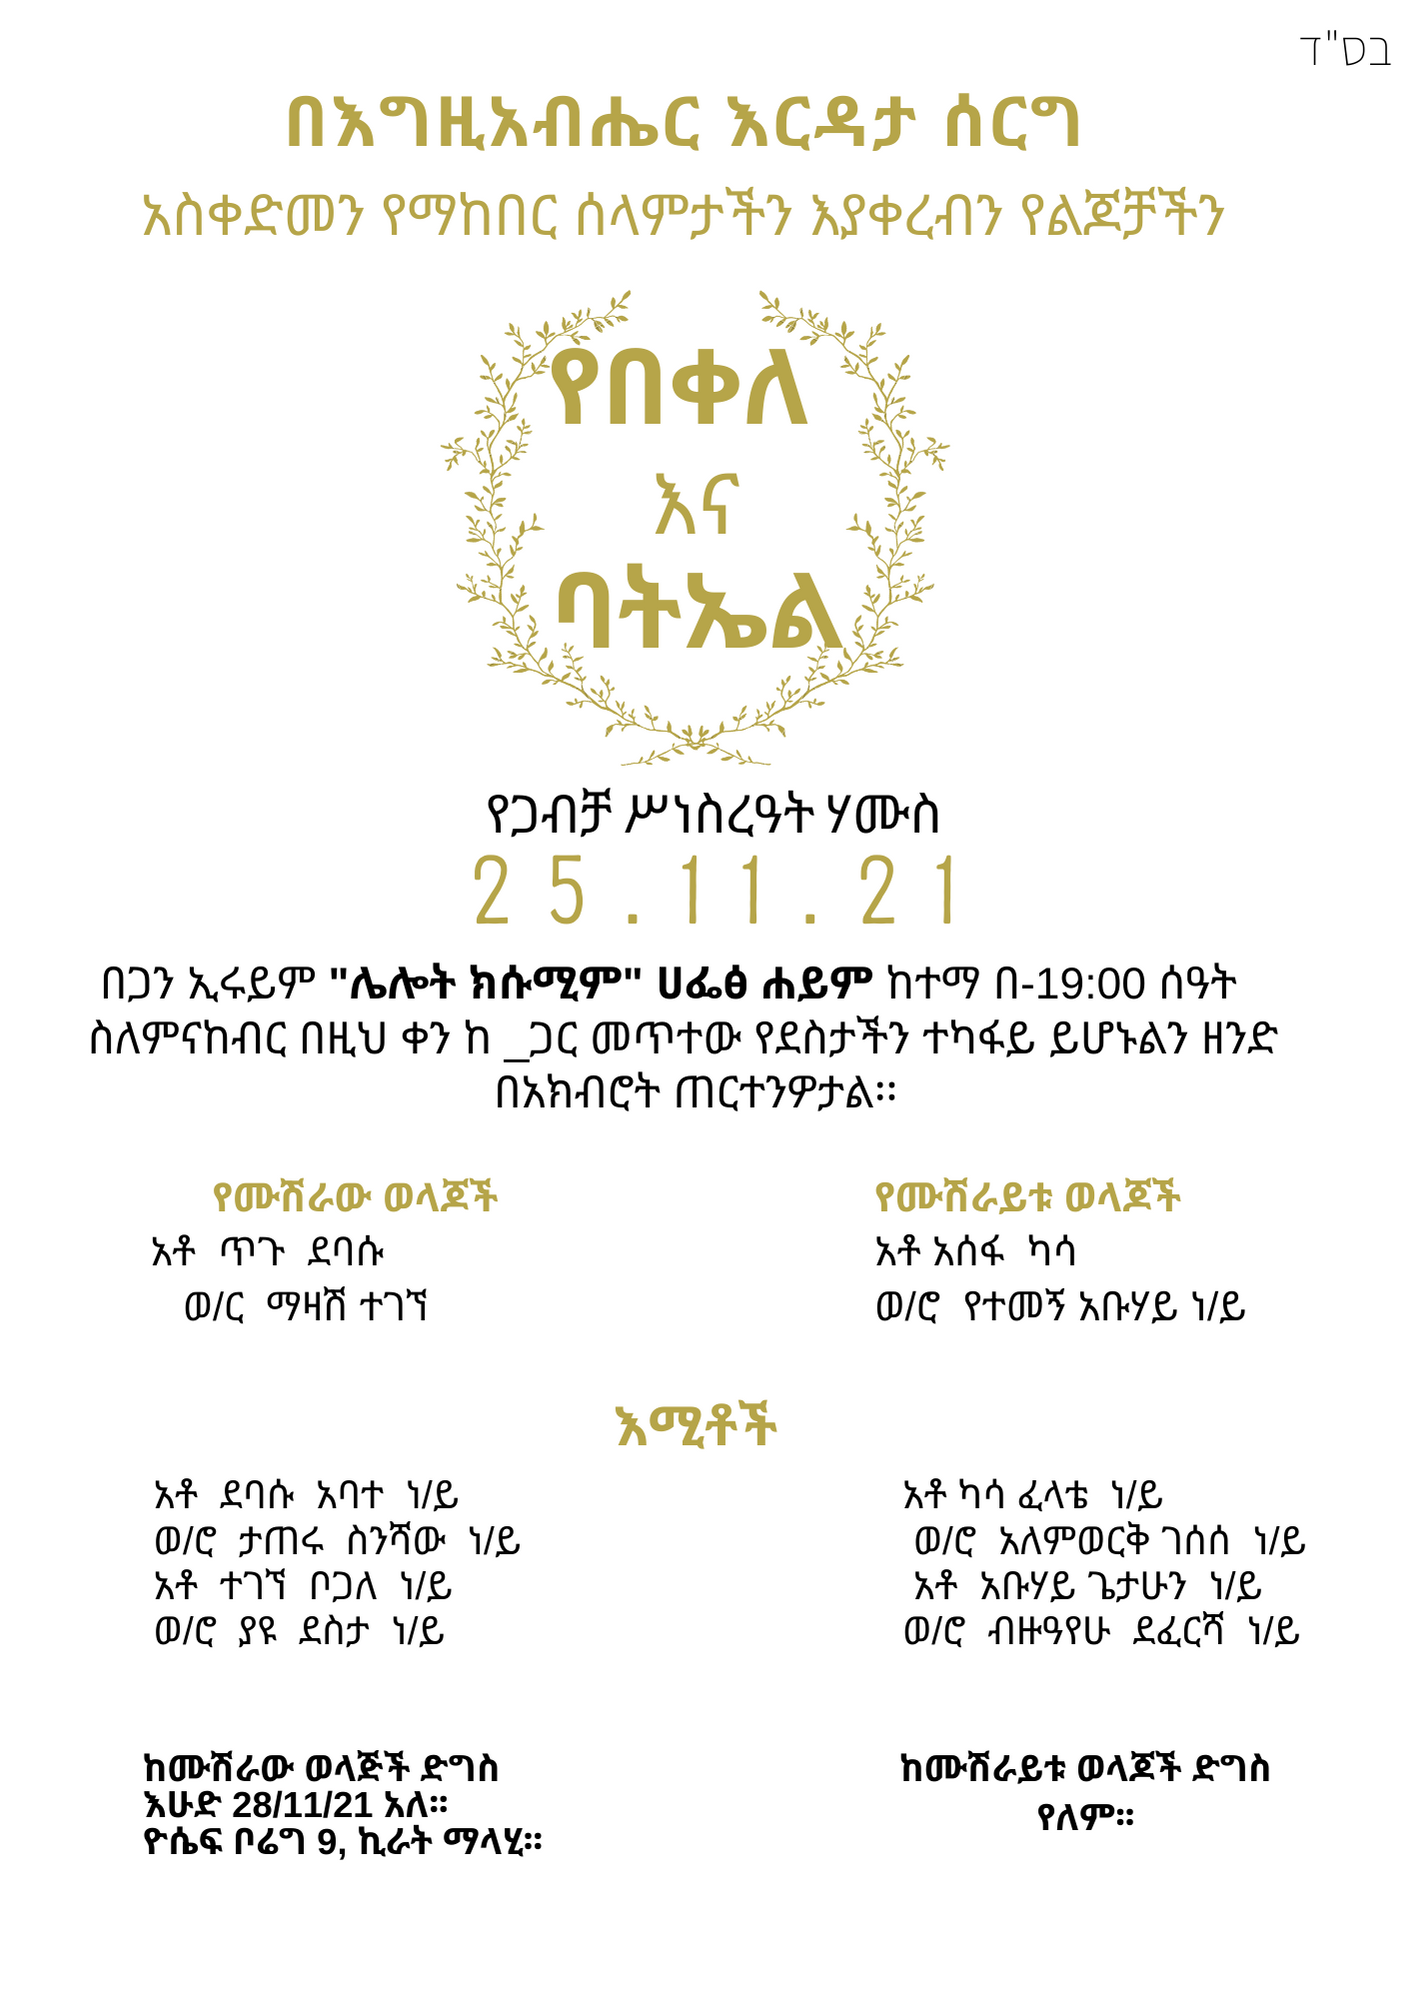 בס"ד
በእግዚአብሔር እርዳታ ሰርግ
አስቀድመን የማከበር ሰላምታችን እያቀረብን የልጆቻችን
የበቀለ
እና
ባትኤል
የጋብቻ ሥነስረዓት ሃሙስ
25.11.21
በጋን ኢሩይም "ሌሎት ክሱሚም" ሀፌፅ ሐይም ከተማ በ-19:00 ሰዓት
ስለምናከብር በዚህ ቀን ከ _ጋር መጥተው የደስታችን ተካፋይ ይሆኑልን ዘንድ
በአክብሮት ጠርተንዎታል፡፡
የሙሽራው ወላጆች
አቶ ጥጉ ደባሱ
ወ/ር ማዛሽ ተገኘ
የሙሽራይቱ ወላጆች
አቶ አሰፋ ካሳ
ወ/ሮ የተመኝ አቡሃይ ነ/ይ
እሚቶች
አቶ ደባሱ አባተ ነ/ይ
ወ/ሮ ታጠሩ ስንሻው ነ/ይ
አቶ ተገኘ ቦጋለ ነ/ይ
ወ/ሮ ያዩ ደስታ ነ/ይ
አቶ ካሳ ፈላቴ ነ/ይ
ወ/ሮ አለምወርቅ ገሰሰ ነ/ይ
አቶ አቡሃይ ጌታሁን ነ/ይ
ወ/ሮ ብዙዓየሁ ደፈርሻ ነ/ይ
ከሙሽራው ወላጅች ድግስ
እሁድ 28/11/21 አለ።
ዮሴፍ ቦሬግ 9, ኪራት ማላሂ።
ከሙሽራይቱ ወላጆች ድግስ
የለም።